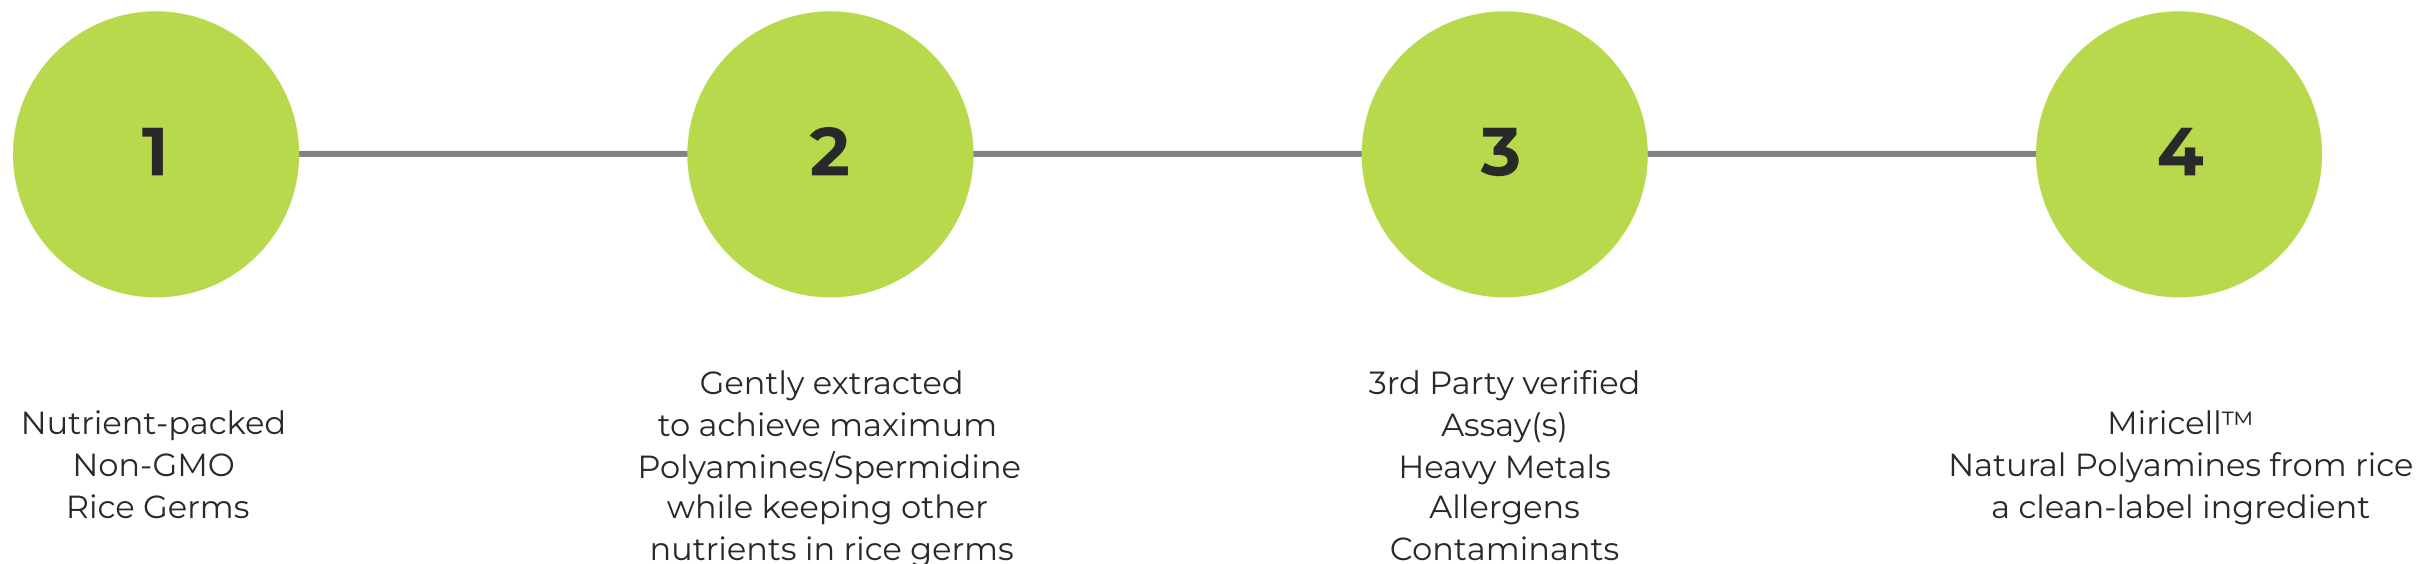 1
2
3
4
Nutrient-packed
Non-GMO
Rice Germs
Gently extracted
to achieve maximum
Polyamines/Spermidine
while keeping other
nutrients in rice germs
3rd Party verified
Assay(s)
Heavy Metals
Allergens
Contaminants
Miricell™
Natural Polyamines from rice
a clean-label ingredient